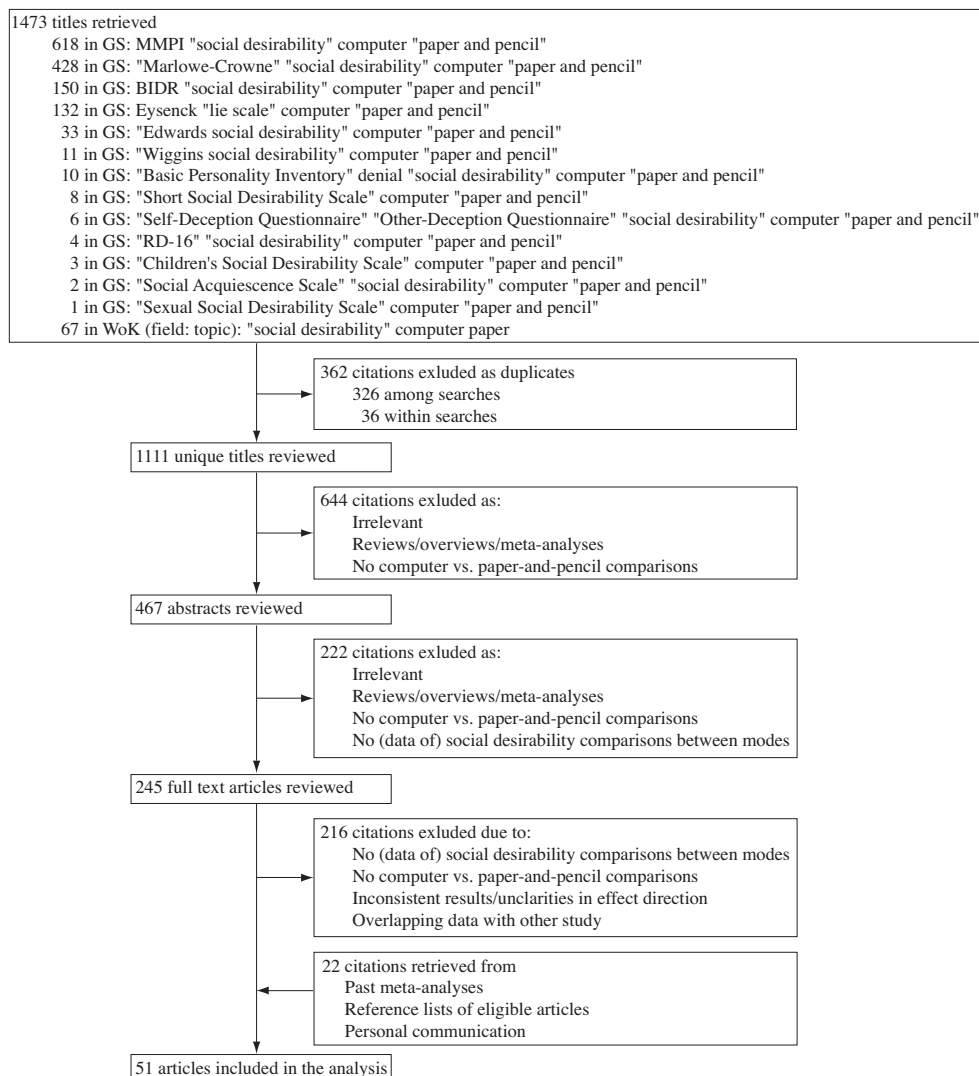 1473 titles retrieved
618 in GS: MMPI "social desirability" computer "paper and pencil"
428 in GS: "Marlowe-Crowne" "social desirability" computer "paper and pencil"
150 in GS: BIDR "social desirability" computer "paper and pencil"
132 in GS: Eysenck "lie scale" computer "paper and pencil"
33 in GS: "Edwards social desirability" computer "paper and pencil"
11 in GS: "Wiggins social desirability" computer "paper and pencil"
10 in GS: "Basic Personality Inventory" denial "social desirability" computer "paper and pencil"
8 in GS: "Short Social Desirability Scale" computer "paper and pencil"
6 in GS: "Self-Deception Questionnaire" "Other-Deception Questionnaire" "social desirability" computer "paper and pencil"
4 in GS: "RD-16" "social desirability" computer "paper and pencil"
3 in GS: "Children's Social Desirability Scale" computer "paper and pencil"
2 in GS: "Social Acquiescence Scale" "social desirability" computer "paper and pencil"
1 in GS: "Sexual Social Desirability Scale" computer "paper and pencil"
67 in WoK (field: topic): "social desirability" computer paper
362 citations exluded as duplicates
326 among searches
36 within searches
1111 unique titles reviewed
644 citations exluded as:
Irrelevant
Reviews/overviews/meta-analyses
No computer vs. paper-and-pencil comparisons
467 abstracts reviewed
222 citations exluded as:
Irrelevant
Reviews/overviews/meta-analyses
No computer vs. paper-and-pencil comparisons
No (data of) social desirability comparisons between modes
245 full text articles reviewed
216 citations exluded due to:
No (data of) social desirability comparisons between modes
No computer vs. paper-and-pencil comparisons
Inconsistent results/unclarities in effect direction
Overlapping data with other study
22 citations retrieved from
Past meta-analyses
Reference lists of eligible articles
Personal communication
51 articles included in the analysis